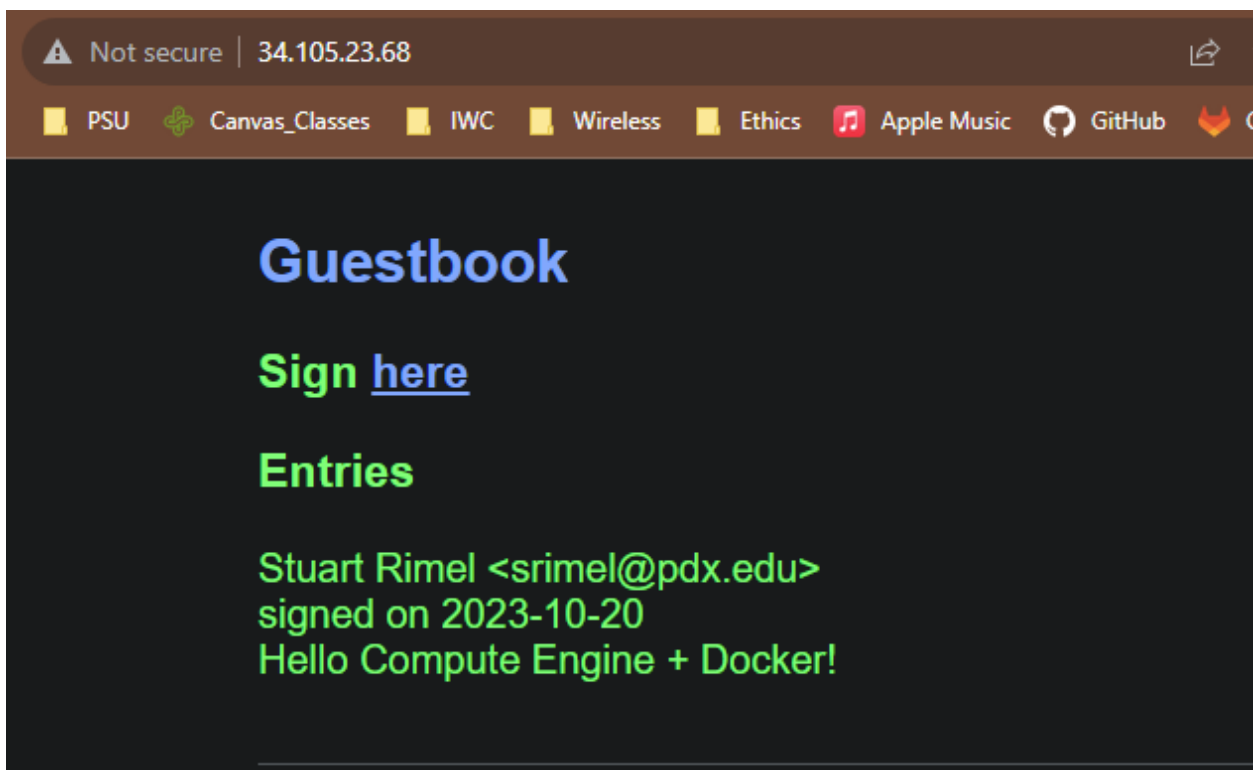 Not secure 34.105.23.68
PSU Canvas_Classes IWC Wireless Ethics Apple Music GitHub
Guestbook
Sign here
Entries
Stuart Rimel <srimel@pdx.edu>
signed on 2023-10-20
Hello Compute Engine + Docker!